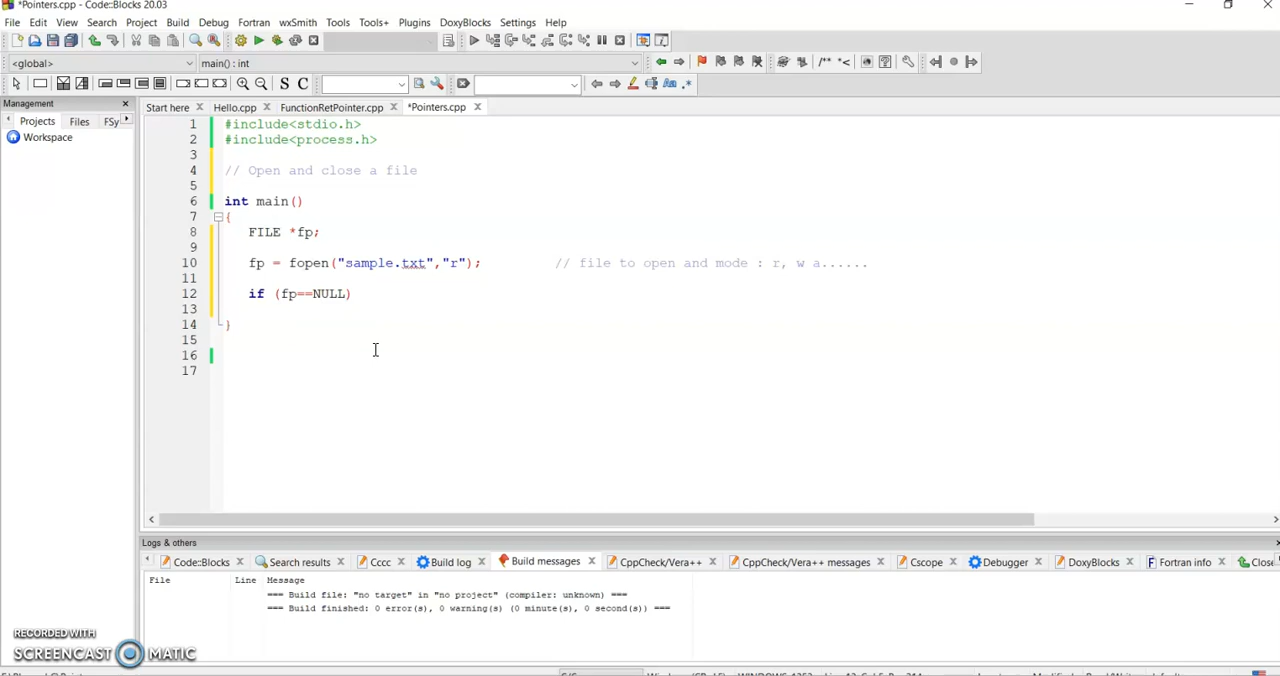 *Pointers.cpp - Code::Blocks 20.03
File Edit View Search Project Build Debug Fortran wxSmith Tools Tools+ Plugins DoxyBlocks Settings Help
<global> main() : int
/** *<
S C Aa .*
Management
Projects Files FSy
Workspace
Start here Hello.cpp FunctionRetPointer.cpp *Pointers.cpp
1 #include<stdio.h>
2 #include<process.h>
3
4 // Open and close a file
5
6 int main()
7 {
8 FILE *fp;
9
10 fp = fopen("sample.txt","r"); // file to open and mode : r, w a......
11
12 if (fp==NULL)
13
14 }
15
16
17
Logs & others
Code::Blocks Search results Cccc Build log Build messages CppCheck/Vera++ CppCheck/Vera++ messages Cscope Debugger DoxyBlocks Fortran info Close
File Line Message
=== Build file: "no target" in "no project" (compiler: unknown) ===
=== Build finished: 0 error(s), 0 warning(s) (0 minute(s), 0 second(s)) ===
RECORDED WITH
SCREENCAST MATIC